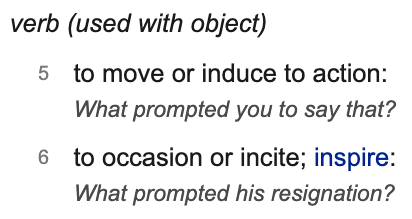 verb (used with object)
5 to move or induce to action:
What prompted you to say that?
6 to occasion or incite; inspire:
What prompted his resignation?